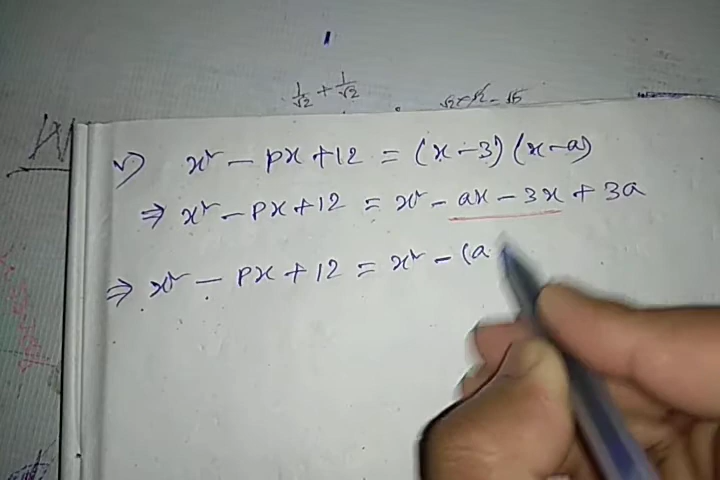 1/√2 + 1/√2
v) x² - px + 12 = (x - 3) (x - a)
⇒ x² - px + 12 = x² - ax - 3x + 3a
⇒ x² - px + 12 = x² - (a